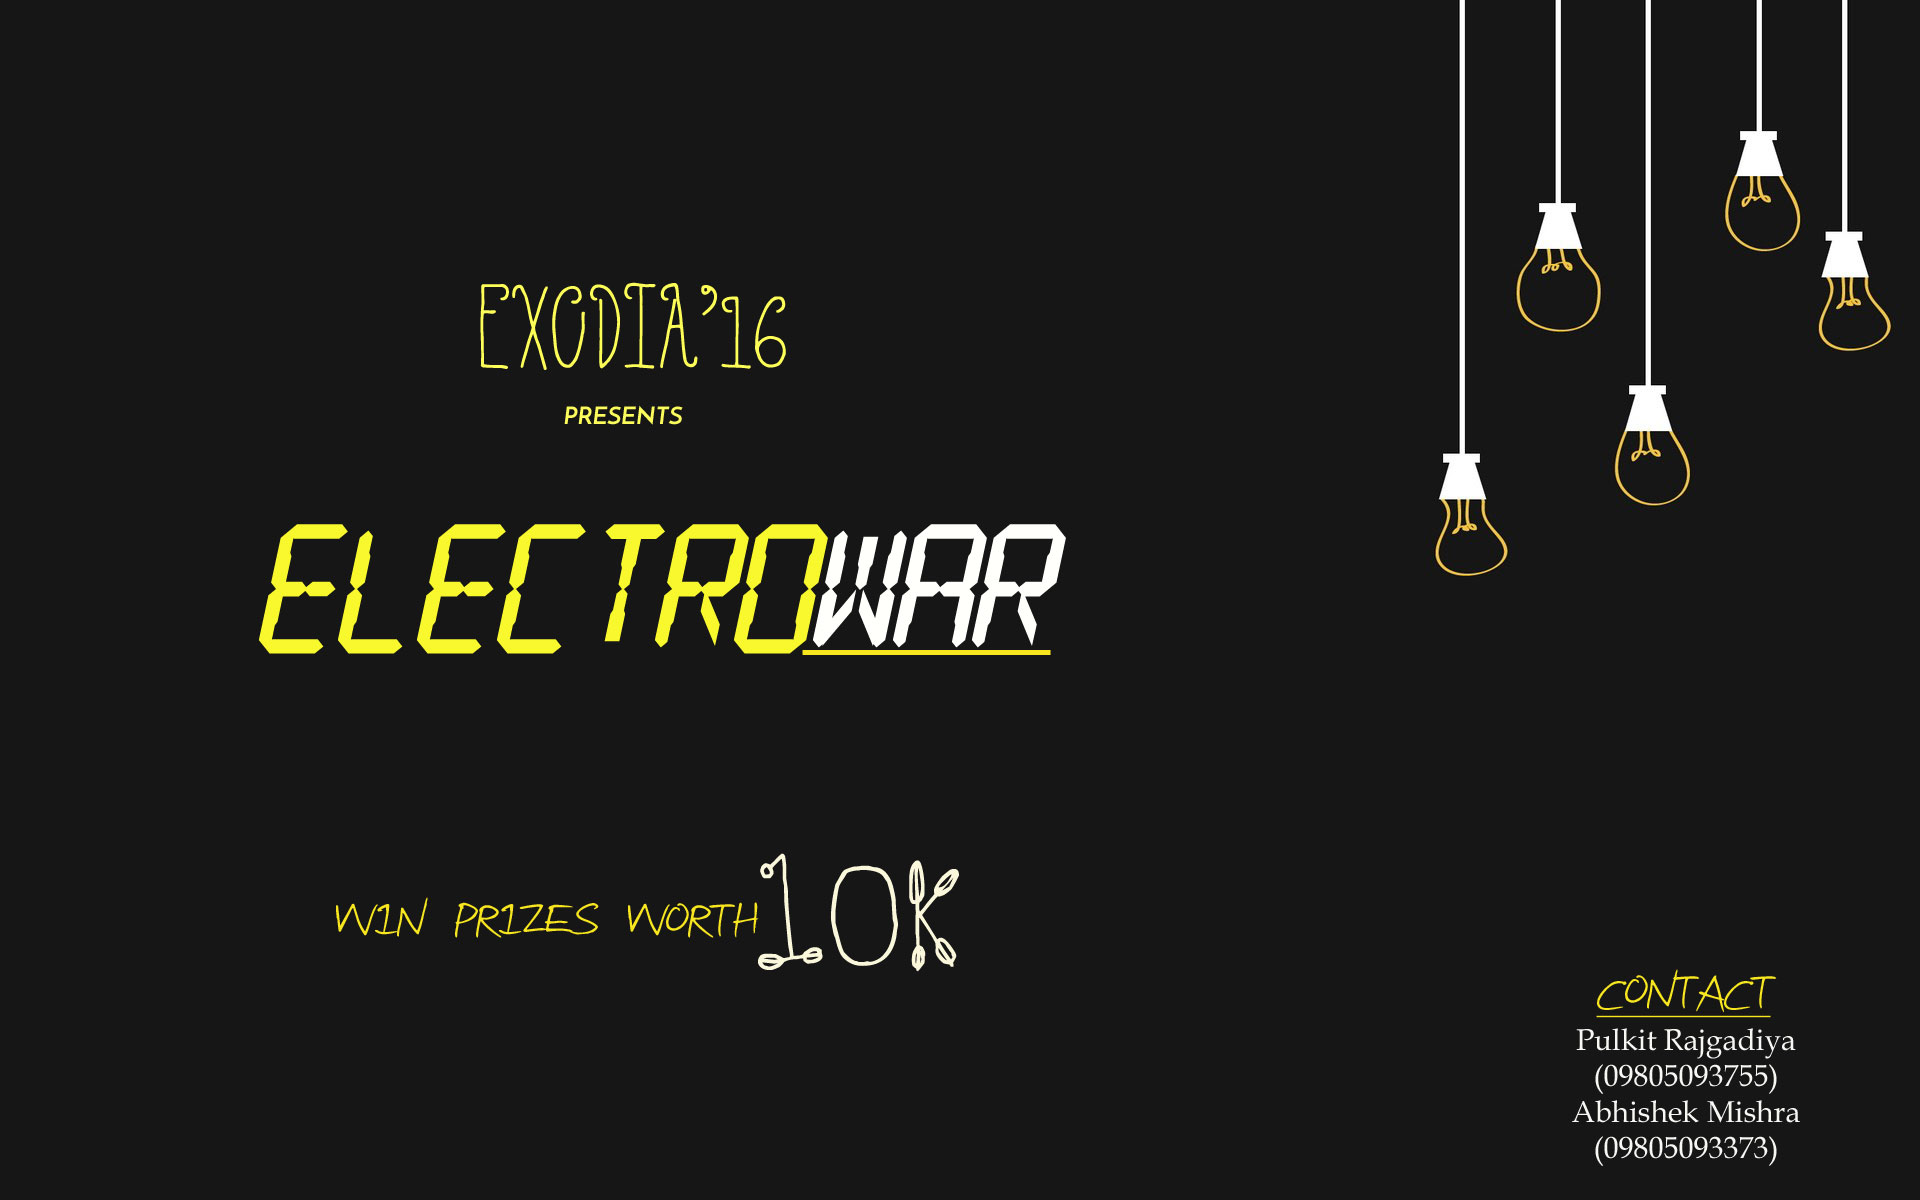 EXODIA'16
PRESENTS
ELECTROWAR
WIN PRIZES WORTH 10K
CONTACT
Pulkit Rajgadiya
(09805093755)
Abhishek Mishra
(09805093373)